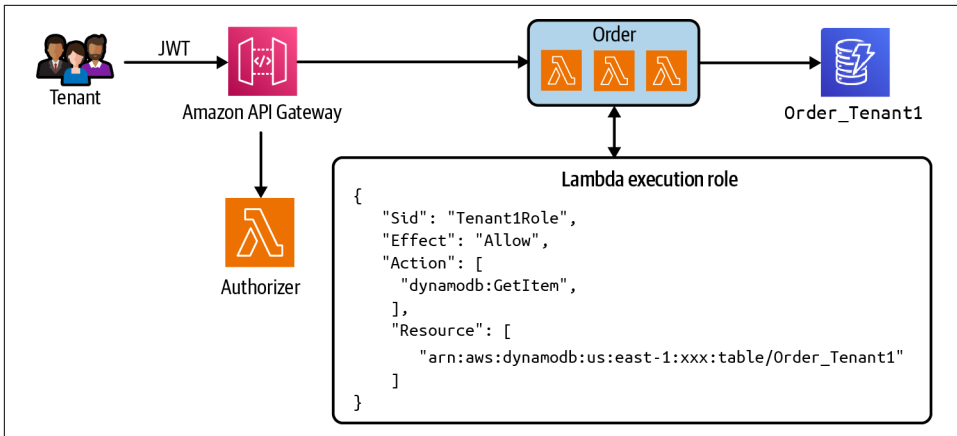 Order
JWT
Tenant
Amazon API Gateway
Order_Tenant1
Lambda execution role
{
"Sid": "Tenant1Role",
"Effect": "Allow",
"Action": [
"dynamodb:GetItem",
],
"Resource": [
"arn:aws:dynamodb:us:east-1:xxx:table/Order_Tenant1"
]
}
Authorizer